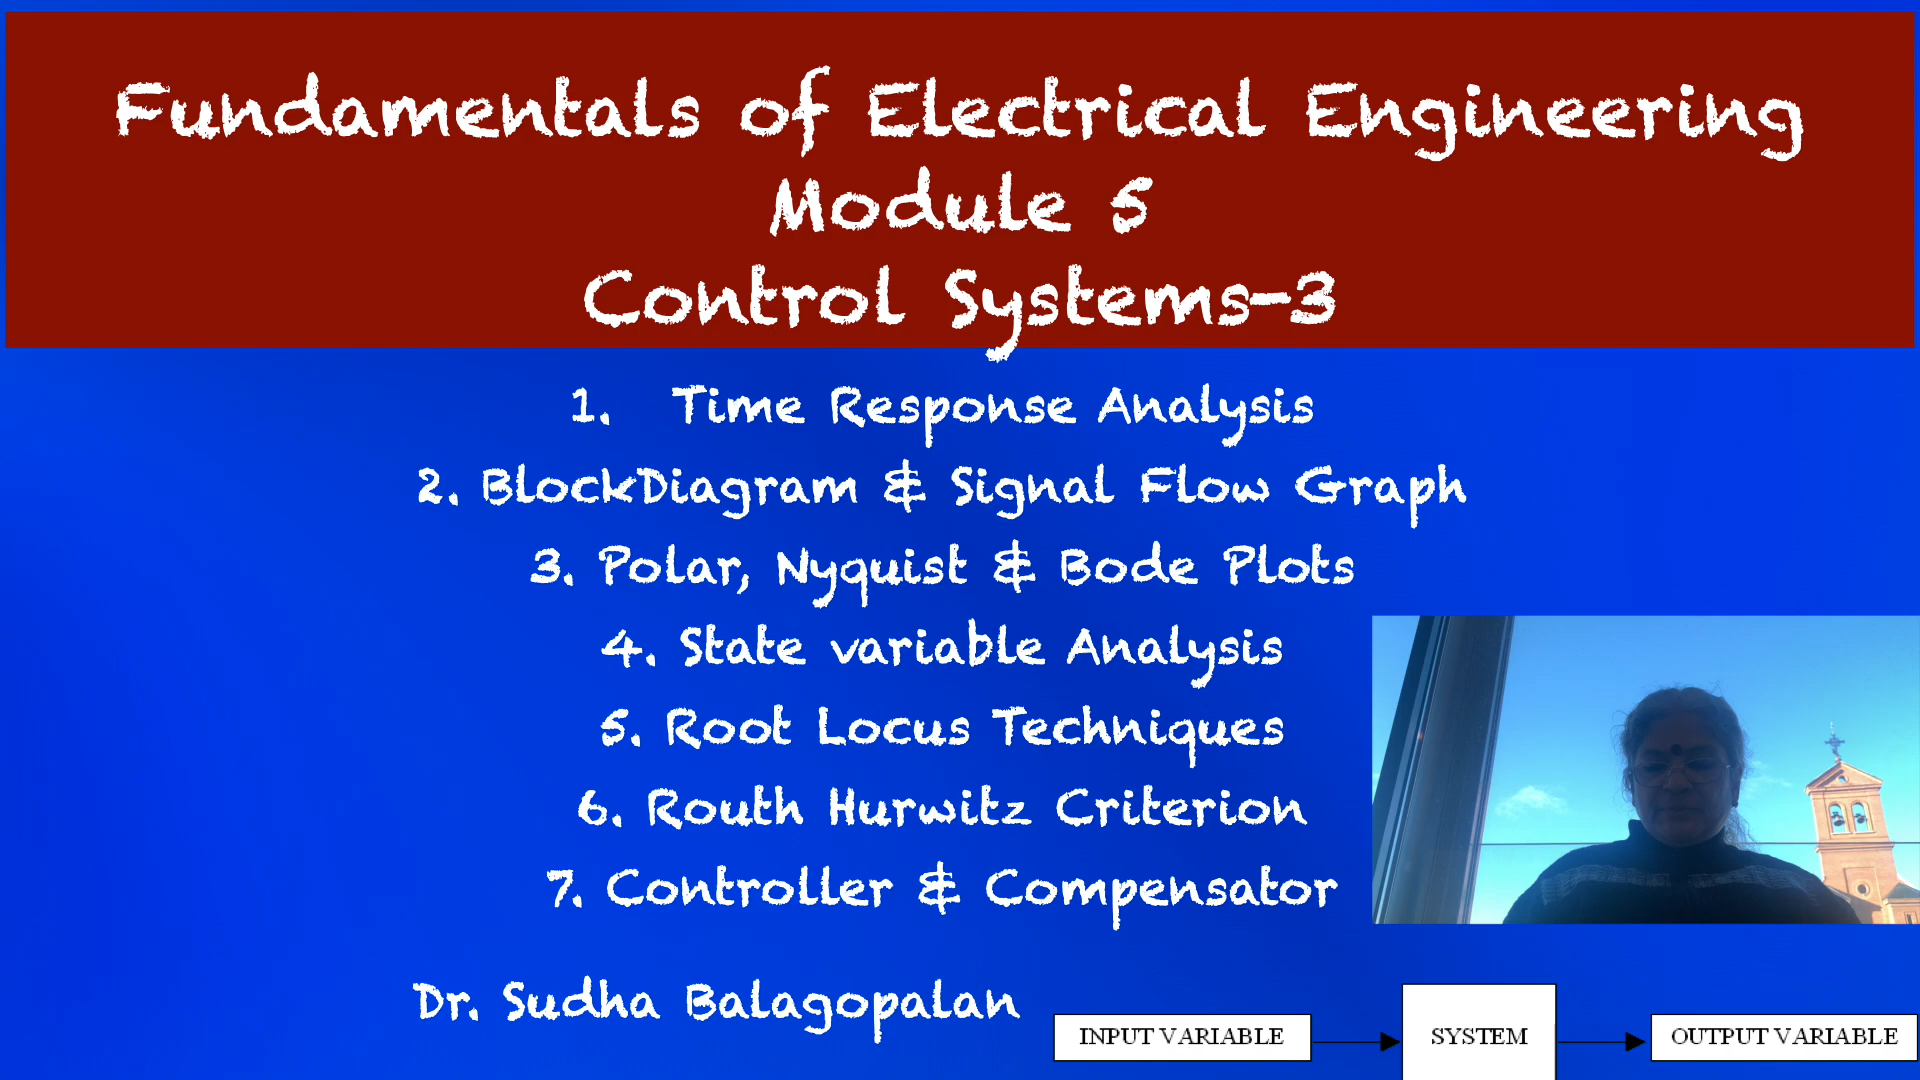 Fundamentals of Electrical Engineering
Module 5
Control Systems-3
1. Time Response Analysis
2. BlockDiagram & Signal Flow Graph
3. Polar, Nyquist & Bode Plots
4. State variable Analysis
5. Root Locus Techniques
6. Routh Hurwitz Criterion
7. Controller & Compensator
Dr. Sudha Balagopalan
INPUT VARIABLE
SYSTEM
OUTPUT VARIABLE